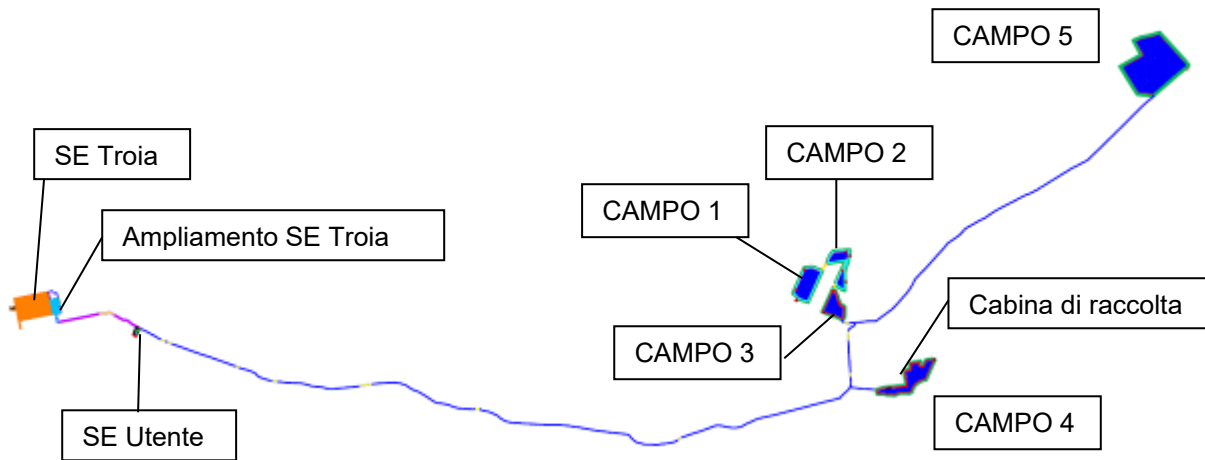 CAMPO 5
SE Troia
CAMPO 2
CAMPO 1
Ampliamento SE Troia
Cabina di raccolta
CAMPO 3
SE Utente
CAMPO 4